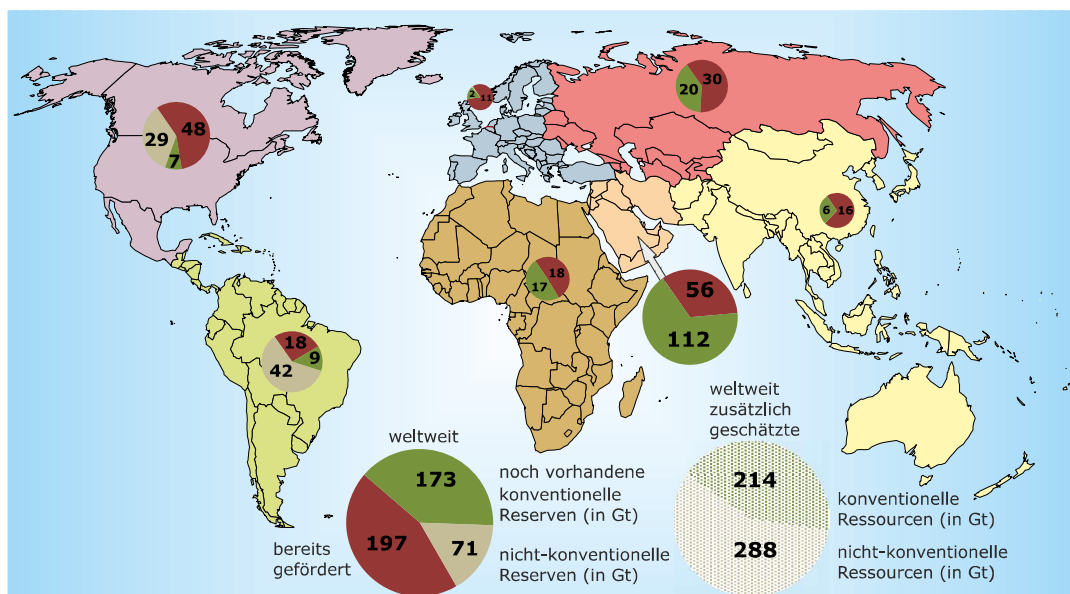 2
11
30
20
48
29
7
6
16
18
17
56
112
18
9
42
weltweit
173
197
71
noch vorhandene
konventionelle
Reserven (in Gt)
nicht-konventionelle
Reserven (in Gt)
bereits
gefördert
weltweit
zusätzlich
geschätzte
214
288
konventionelle
Ressourcen (in Gt)
nicht-konventionelle
Ressourcen (in Gt)